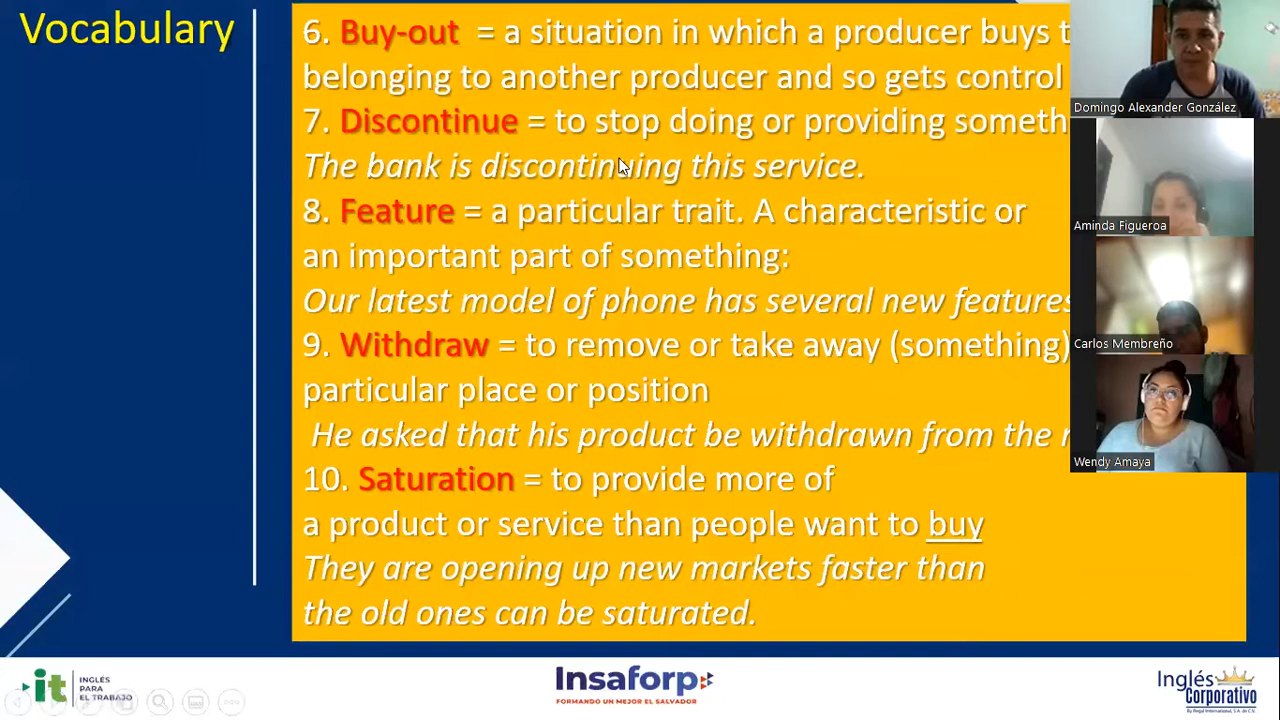 Vocabulary
6. Buy-out = a situation in which a producer buys
belonging to another producer and so gets control
7. Discontinue = to stop doing or providing
The bank is discontinuing this service.
8. Feature = a particular trait. A characteristic or
an important part of something:
Our latest model of phone has several new features
9. Withdraw = to remove or take away (something)
particular place or position
He asked that his product be withdrawn from the
10. Saturation = to provide more of
a product or service than people want to buy
They are opening up new markets faster than
the old ones can be saturated.
Domingo Alexander González
Aminda Figueroa
Carlos Membreño
Wendy Amaya
it INGLÉS
PARA
EL TRABAJO
Insaforp
FORMANDO UN MEJOR EL SALVADOR
Inglés
Corporativo
By Regal International, S.A. de C.V.